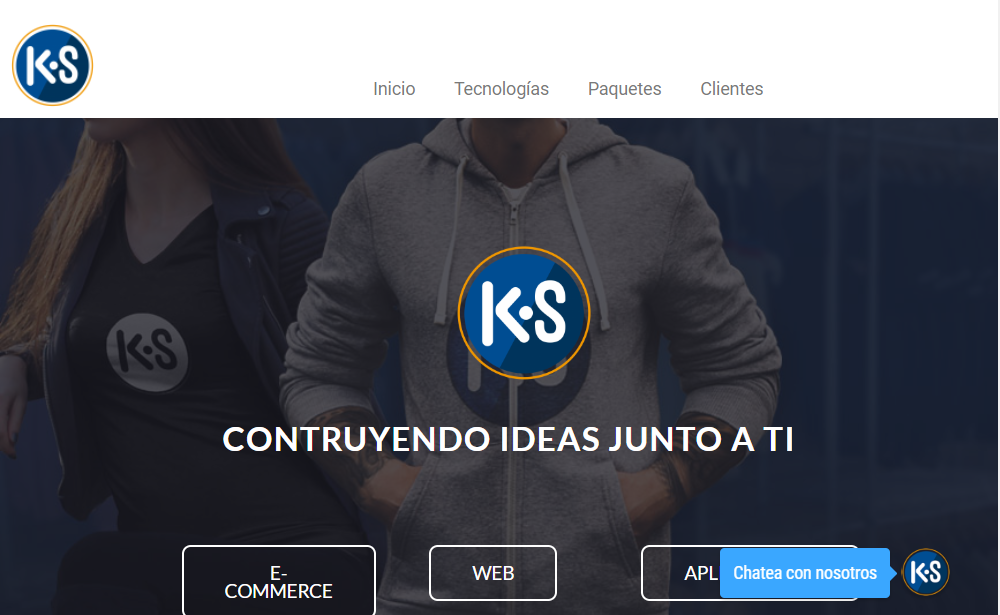 K·S
Inicio Tecnologías Paquetes Clientes
K·S
K·S
CONTRUYENDO IDEAS JUNTO A TI
E-
COMMERCE
WEB
APL
Chatea con nosotros
K·S